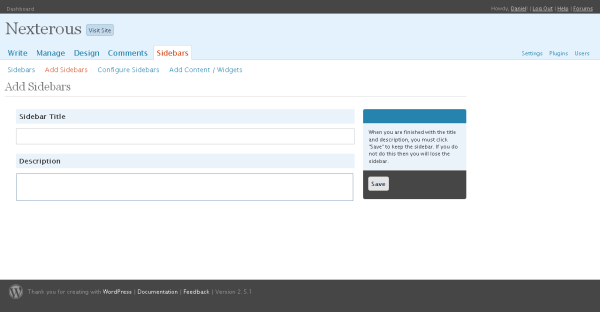 Dashboard
Howdy, Daniel! | Log Out | Help | Forums
Nexterous Visit Site
Write Manage Design Comments Sidebars
Settings Plugins Users
Sidebars Add Sidebars Configure Sidebars Add Content / Widgets
Add Sidebars
Sidebar Title
Description
When you are finished with the title
and description, you must click
"Save" to keep the sidebar. If you do
not do this then you will lose the
sidebar.
Save
Thank you for creating with WordPress | Documentation | Feedback | Version 2.5.1